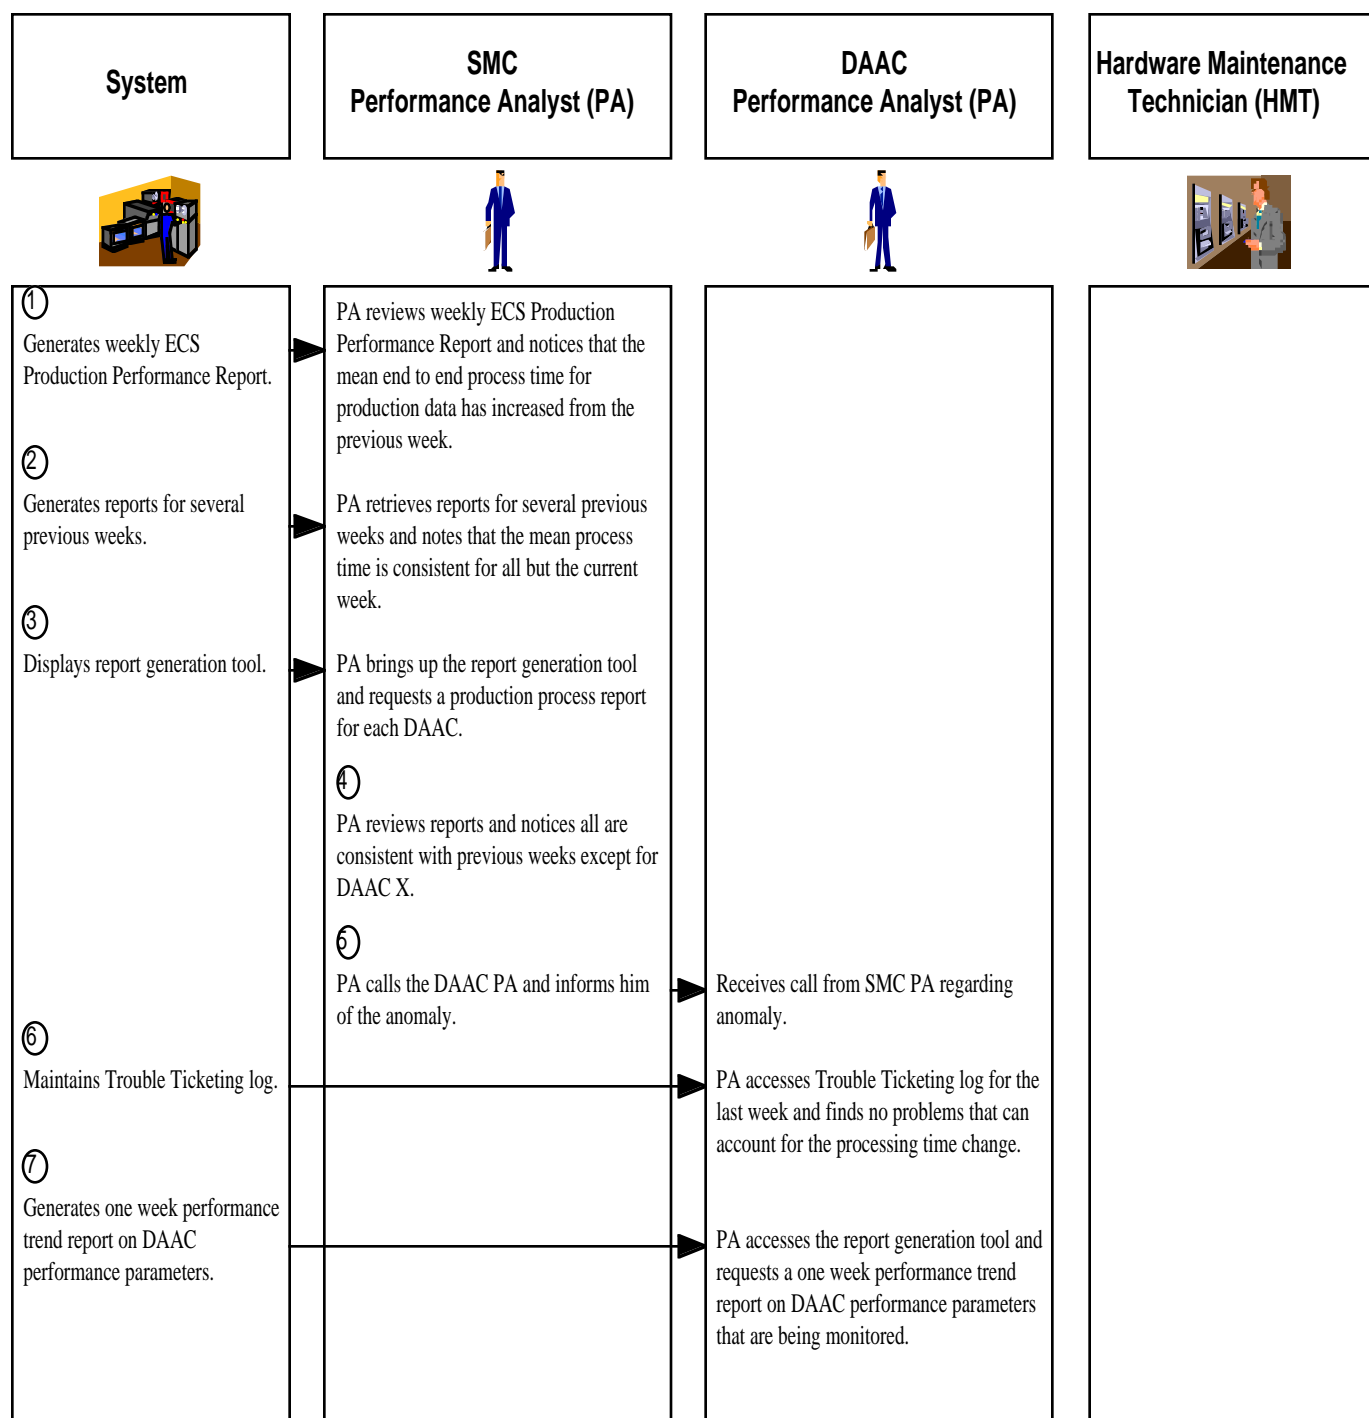 System
SMC
Performance Analyst (PA)
DAAC
Performance Analyst (PA)
Hardware Maintenance
Technician (HMT)
1
Generates weekly ECS
Production Performance Report.
PA reviews weekly ECS Production
Performance Report and notices that the
mean end to end process time for
production data has increased from the
previous week.
2
Generates reports for several
previous weeks.
PA retrieves reports for several previous
weeks and notes that the mean process
time is consistent for all but the current
week.
3
Displays report generation tool.
PA brings up the report generation tool
and requests a production process report
for each DAAC.
4
PA reviews reports and notices all are
consistent with previous weeks except for
DAAC X.
5
PA calls the DAAC PA and informs him
of the anomaly.
Receives call from SMC PA regarding
anomaly.
6
Maintains Trouble Ticketing log.
PA accesses Trouble Ticketing log for the
last week and finds no problems that can
account for the processing time change.
7
Generates one week performance
trend report on DAAC
performance parameters.
PA accesses the report generation tool and
requests a one week performance trend
report on DAAC performance parameters
that are being monitored.